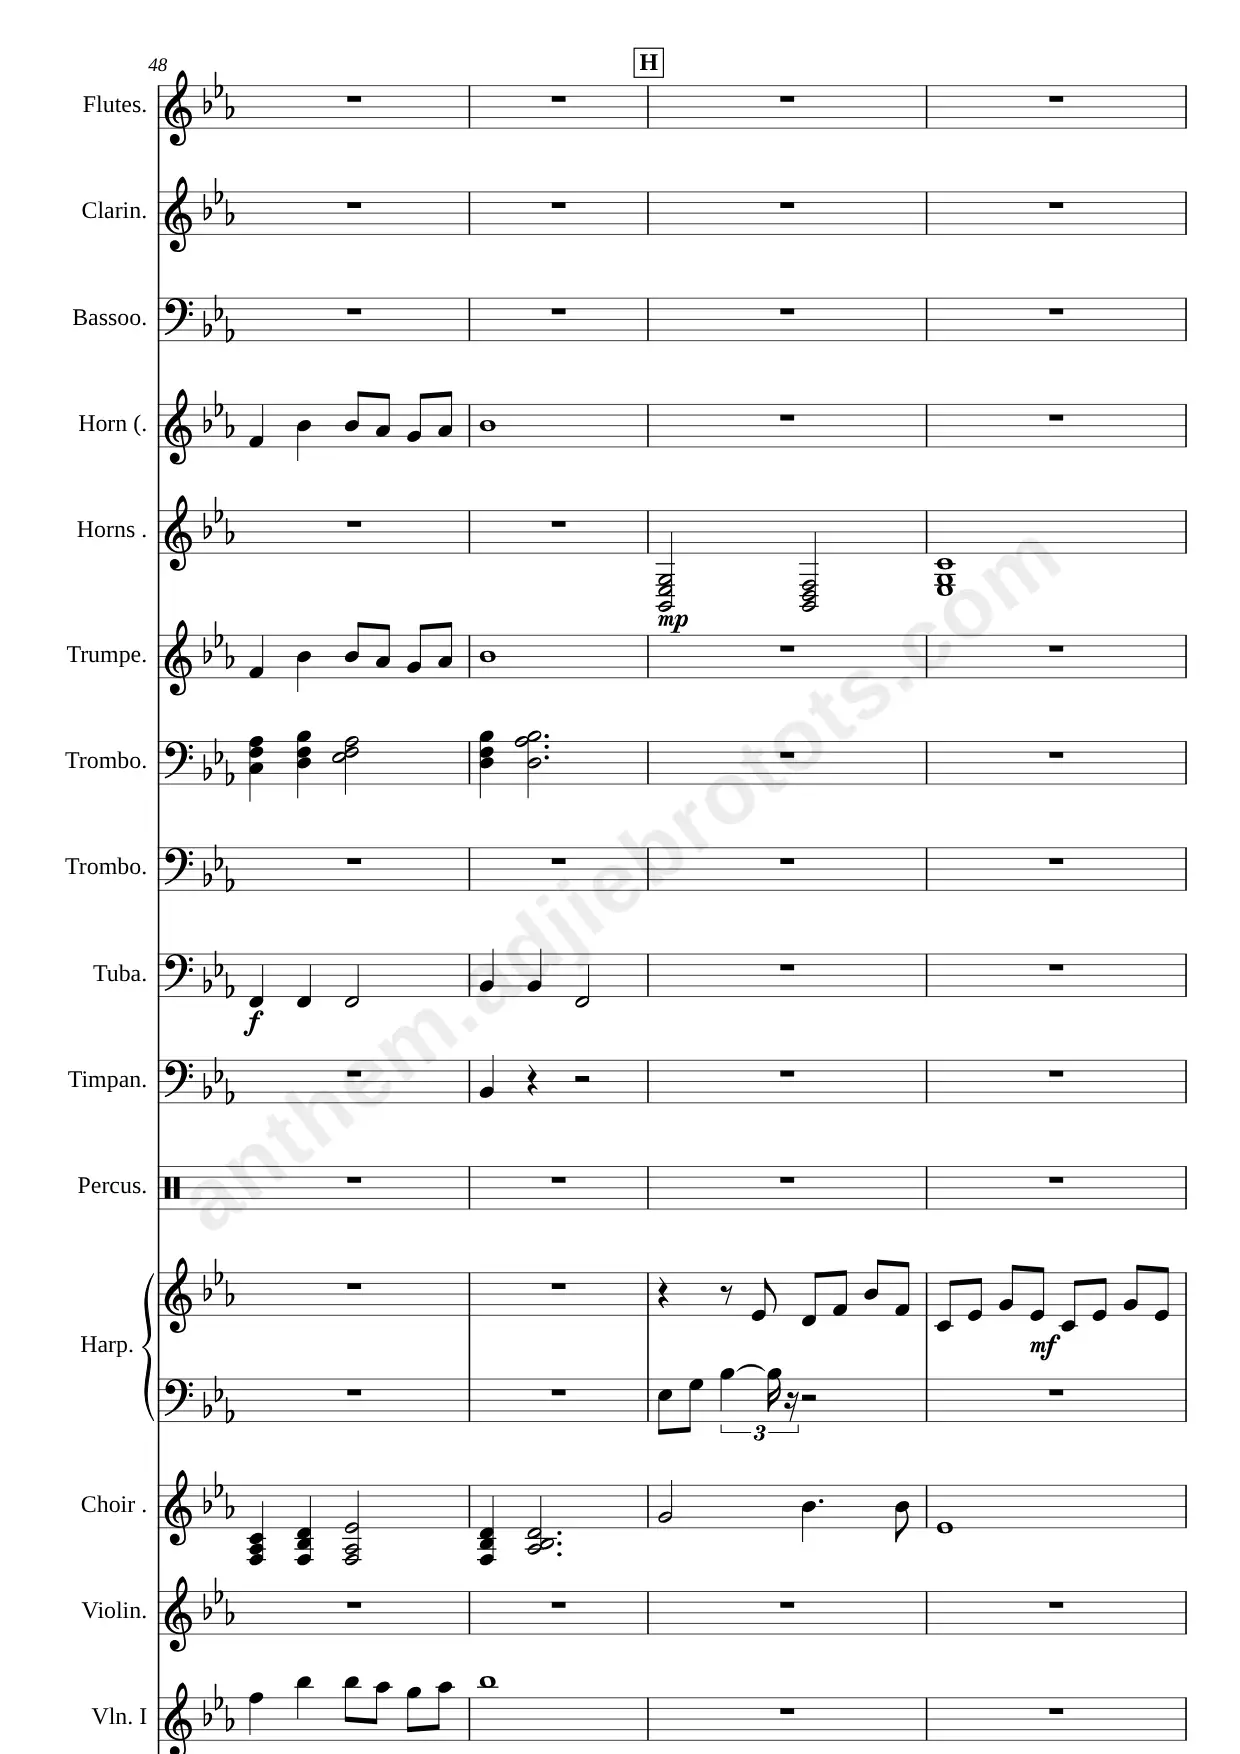 48
H
Flutes.
Clarin.
Bassoo.
Horn (.
Horns .
mp
Trumpe.
Trombo.
Trombo.
Tuba.
f
Timpan.
Percus.
Harp.
mf
3
Choir .
Violin.
Vln. I
anthem.adjiebrotots.com